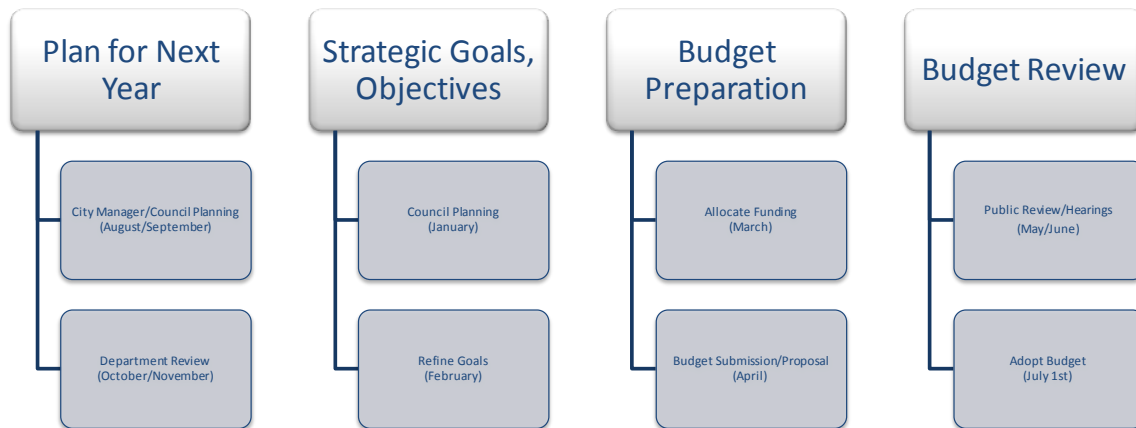 Plan for Next
Year
City Manager/Council Planning
(August/September)
Department Review
(October/November)
Strategic Goals,
Objectives
Council Planning
(January)
Refine Goals
(February)
Budget
Preparation
Allocate Funding
(March)
Budget Submission/Proposal
(April)
Budget Review
Public Review/Hearings
(May/June)
Adopt Budget
(July 1st)